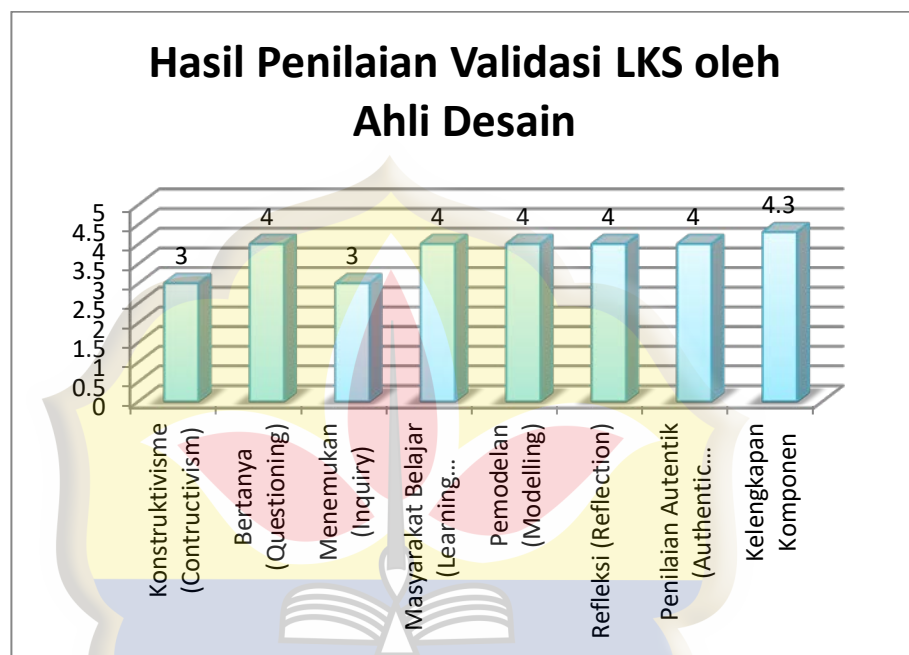 Hasil Penilaian Validasi LKS oleh
Ahli Desain
5
4.5
4
3.5
3
2.5
2
1.5
1
0.5
0
3
4
3
4
4
4
4
4.3
Konstruktivisme
(Contructivism)
Bertanya
(Questioning)
Menemukan
(Inquiry)
Masyarakat Belajar
(Learning...
Pemodelan
(Modelling)
Refleksi (Reflection)
Penilaian Autentik
(Authentic...
Kelengkapan
Komponen